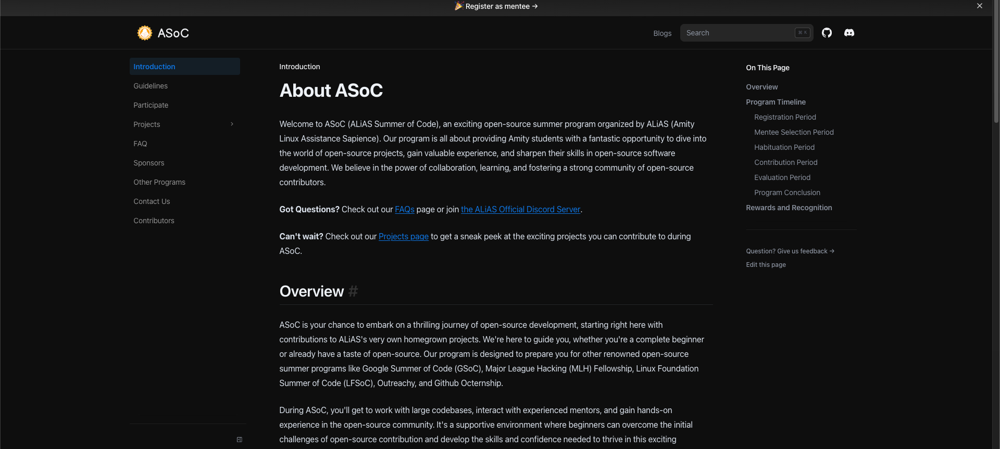 🎉 Register as mentee →
ASoC
Blogs
Search
⌘ K
Introduction
Guidelines
Participate
Projects
FAQ
Sponsors
Other Programs
Contact Us
Contributors
Introduction
About ASoC
Welcome to ASoC (ALiAS Summer of Code), an exciting open-source summer program organized by ALiAS (Amity
Linux Assistance Sapience). Our program is all about providing Amity students with a fantastic opportunity to dive into
the world of open-source projects, gain valuable experience, and sharpen their skills in open-source software
development. We believe in the power of collaboration, learning, and fostering a strong community of open-source
contributors.
Got Questions? Check out our FAQs page or join the ALiAS Official Discord Server.
Can't wait? Check out our Projects page to get a sneak peek at the exciting projects you can contribute to during
ASoC.
Overview #
ASoC is your chance to embark on a thrilling journey of open-source development, starting right here with
contributions to ALiAS's very own homegrown projects. We're here to guide you, whether you're a complete beginner
or already have a taste of open-source. Our program is designed to prepare you for other renowned open-source
summer programs like Google Summer of Code (GSoC), Major League Hacking (MLH) Fellowship, Linux Foundation
Summer of Code (LFSoC), Outreachy, and Github Octernship.
During ASoC, you'll get to work with large codebases, interact with experienced mentors, and gain hands-on
experience in the open-source community. It's a supportive environment where beginners can overcome the initial
challenges of open-source contribution and develop the skills and confidence needed to thrive in this exciting
On This Page
Overview
Program Timeline
Registration Period
Mentee Selection Period
Habituation Period
Contribution Period
Evaluation Period
Program Conclusion
Rewards and Recognition
Question? Give us feedback →
Edit this page